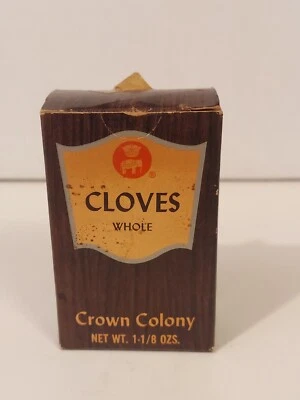 ®
CLOVES
WHOLE
Crown Colony
NET WT. 1-1/8 OZS.